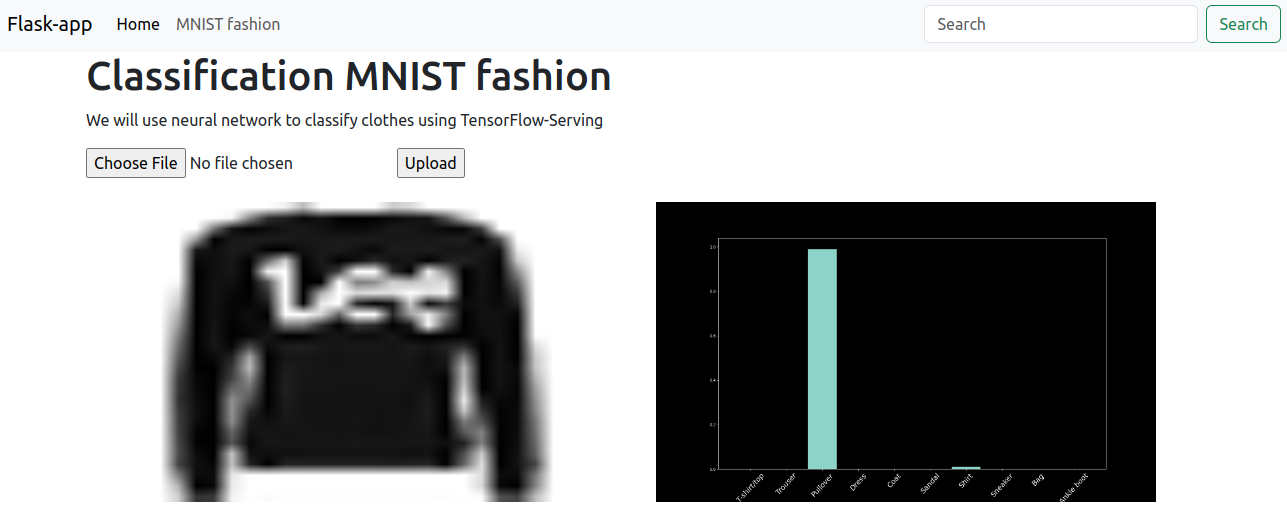 Flask-app Home MNIST fashion Search Search
Classification MNIST fashion
We will use neural network to classify clothes using TensorFlow-Serving
Choose File No file chosen Upload
1.0
0.8
0.6
0.4
0.2
0.0
T-shirt/top Trouser Pullover Dress Coat Sandal Shirt Sneaker Bag Ankle boot